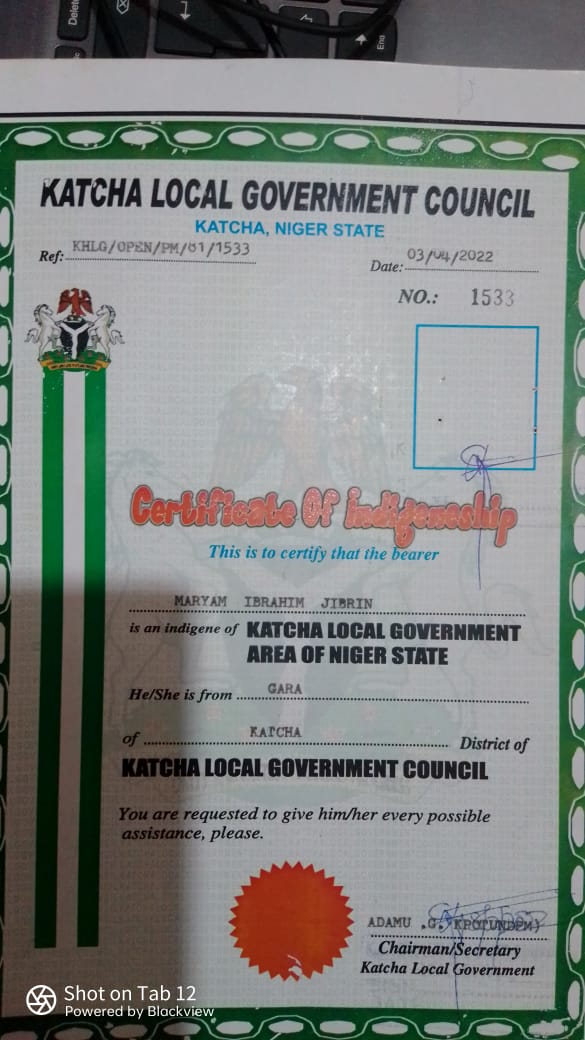 Delete
End
KATCHA LOCAL GOVERNMENT COUNCIL
KATCHA, NIGER STATE
Ref: KHLG/OPEN/PM/01/1533
Date: 03/04/2022
NO.: 1533
Certificate Of Indigeneship
This is to certify that the bearer
MARYAM IBRAHIM JIBRIN
is an indigene of KATCHA LOCAL GOVERNMENT
AREA OF NIGER STATE
He/She is from GARA
of KATCHA District of
KATCHA LOCAL GOVERNMENT COUNCIL
You are requested to give him/her every possible
assistance, please.
ADAMU .G.
Chairman/Secretary
Katcha Local Government
Shot on Tab 12
Powered by Blackview